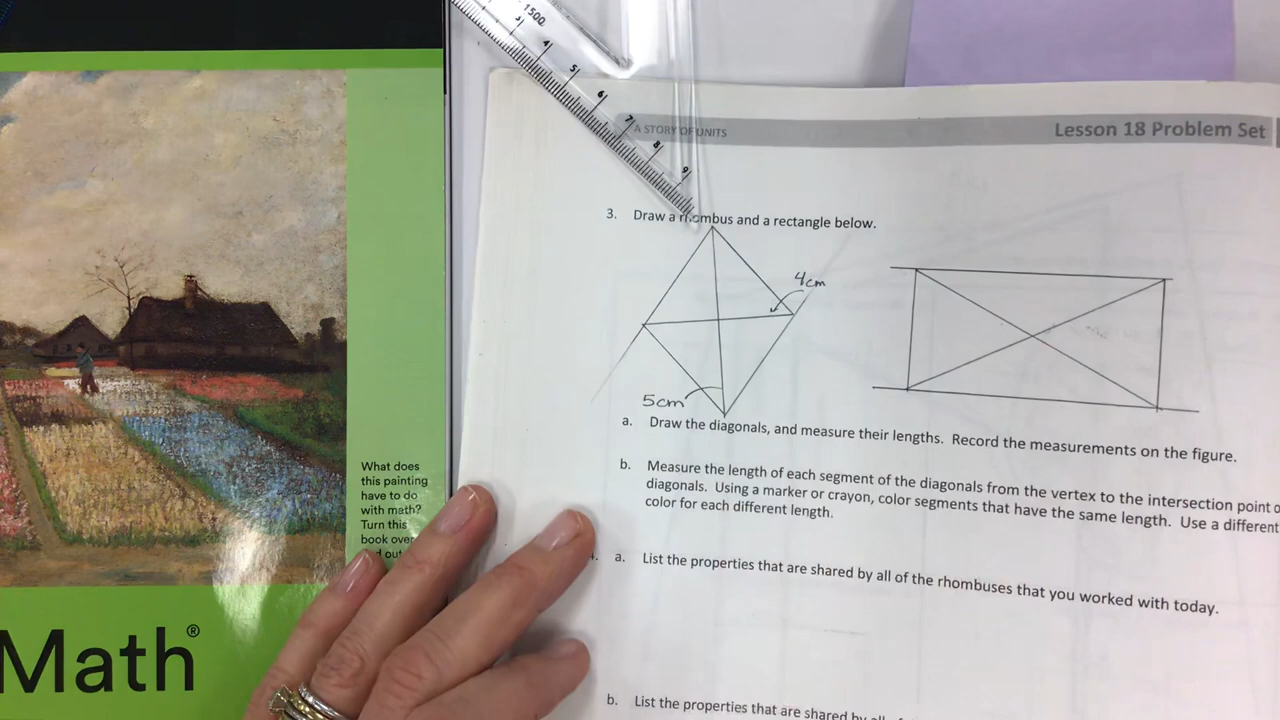 1500
3 4 5 6 7 8 9
A STORY OF UNITS
Lesson 18 Problem Set
3. Draw a rhombus and a rectangle below.
4cm
5cm
a. Draw the diagonals, and measure their lengths. Record the measurements on the figure.
b. Measure the length of each segment of the diagonals from the vertex to the intersection point
diagonals. Using a marker or crayon, color segments that have the same length. Use a different
color for each different length.
a. List the properties that are shared by all of the rhombuses that you worked with today.
b. List the properties that are shared by all
What does
this painting
have to do
with math?
Turn this
book over
out
Math®